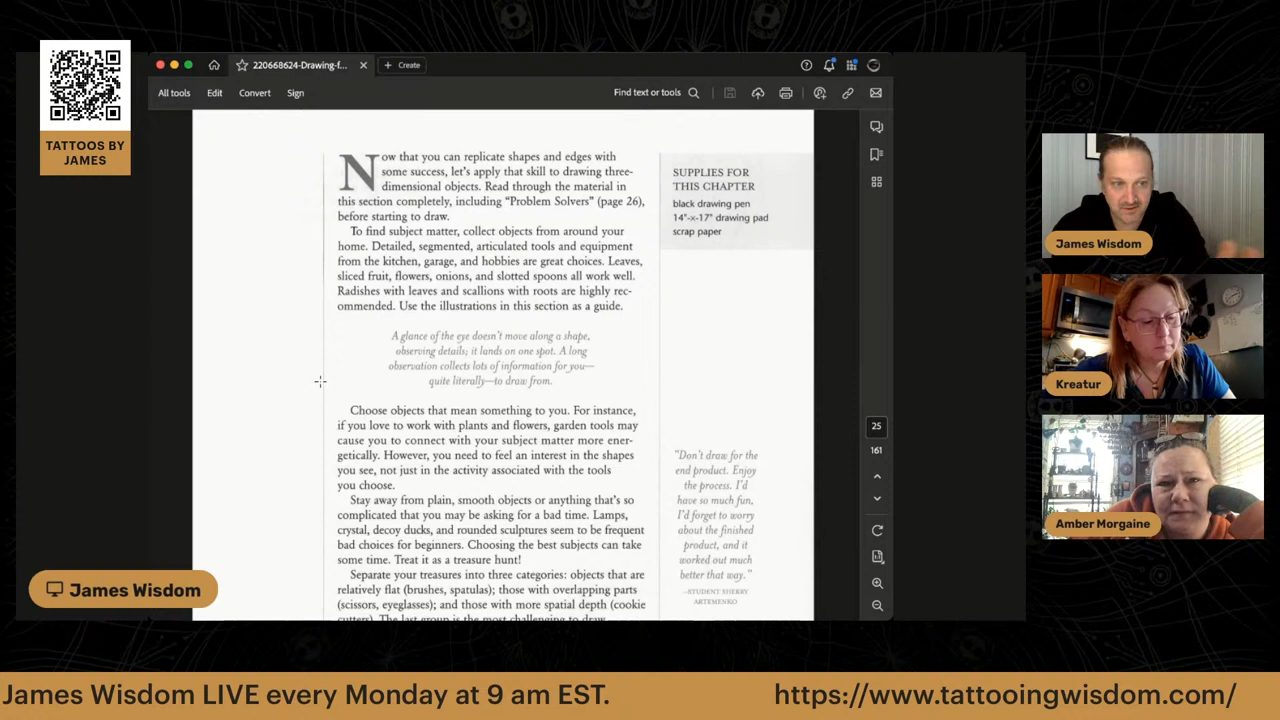 TATTOOS BY
JAMES
220668624-Drawing-f...
Create
All tools
Edit
Convert
Sign
Find text or tools
Now that you can replicate shapes and edges with
some success, let's apply that skill to drawing three-
dimensional objects. Read through the material in
this section completely, including "Problem Solvers" (page 26),
before starting to draw.
To find subject matter, collect objects from around your
home. Detailed, segmented, articulated tools and equipment
from the kitchen, garage, and hobbies are great choices. Leaves,
sliced fruit, flowers, onions, and slotted spoons all work well.
Radishes with leaves and scallions with roots are highly rec-
ommended. Use the illustrations in this section as a guide.
A glance of the eye doesn't move along a shape,
observing details; it lands on one spot. A long
observation collects lots of information for you—
quite literally—to draw from.
Choose objects that mean something to you. For instance,
if you love to work with plants and flowers, garden tools may
cause you to connect with your subject matter more ener-
getically. However, you need to feel an interest in the shapes
you see, not just in the activity associated with the tools
you choose.
Stay away from plain, smooth objects or anything that's so
complicated that you may be asking for a bad time. Lamps,
crystal, decoy ducks, and rounded sculptures seem to be frequent
bad choices for beginners. Choosing the best subjects can take
some time. Treat it as a treasure hunt!
Separate your treasures into three categories: objects that are
relatively flat (brushes, spatulas); those with overlapping parts
(scissors, eyeglasses); and those with more spatial depth (cookie
cutters). The last group is the most challenging to draw.
SUPPLIES FOR
THIS CHAPTER
black drawing pen
14"-x-17" drawing pad
scrap paper
"Don't draw for the
end product. Enjoy
the process. I'd
have so much fun,
I'd forget to worry
about the finished
product, and it
worked out much
better that way."
—STUDENT SHERRY
ARTEMENKO
25
161
James Wisdom
Kreatur
Amber Morgaine
James Wisdom
James Wisdom LIVE every Monday at 9 am EST.
https://www.tattooingwisdom.com/